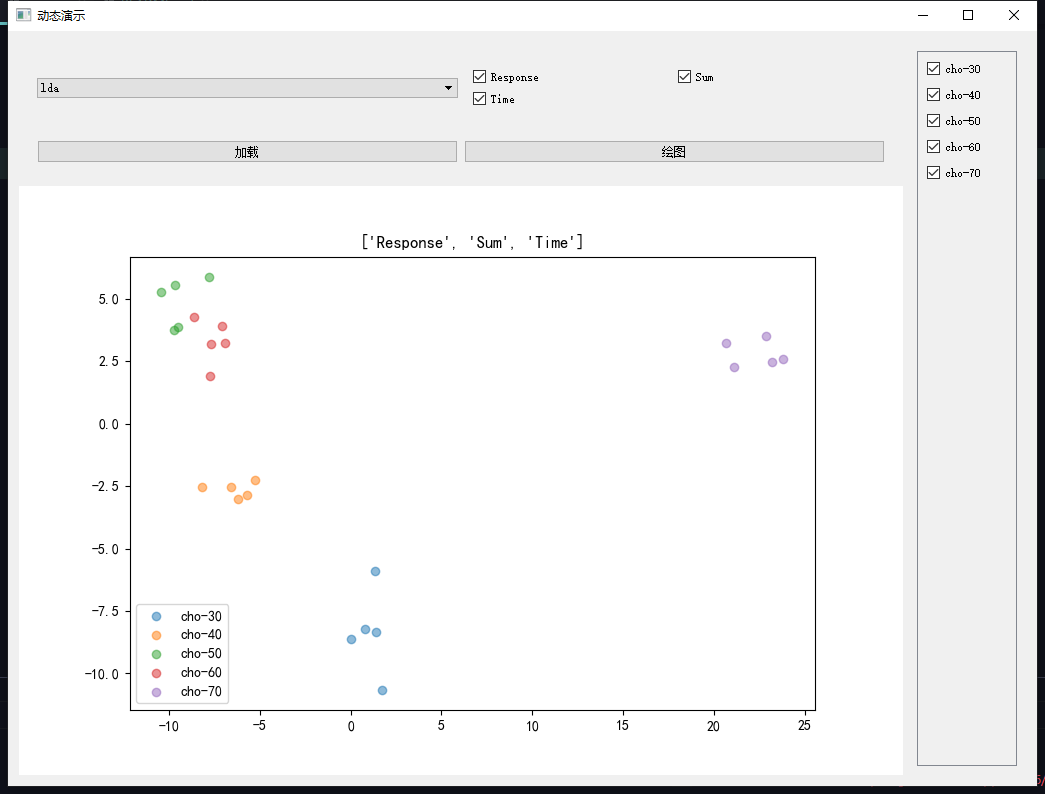 动态演示
lda
Response
Sum
Time
加载
绘图
cho-30
cho-40
cho-50
cho-60
cho-70
['Response', 'Sum', 'Time']
5.0
2.5
0.0
-2.5
-5.0
-7.5
-10.0
cho-30
cho-40
cho-50
cho-60
cho-70
-10 -5 0 5 10 15 20 25